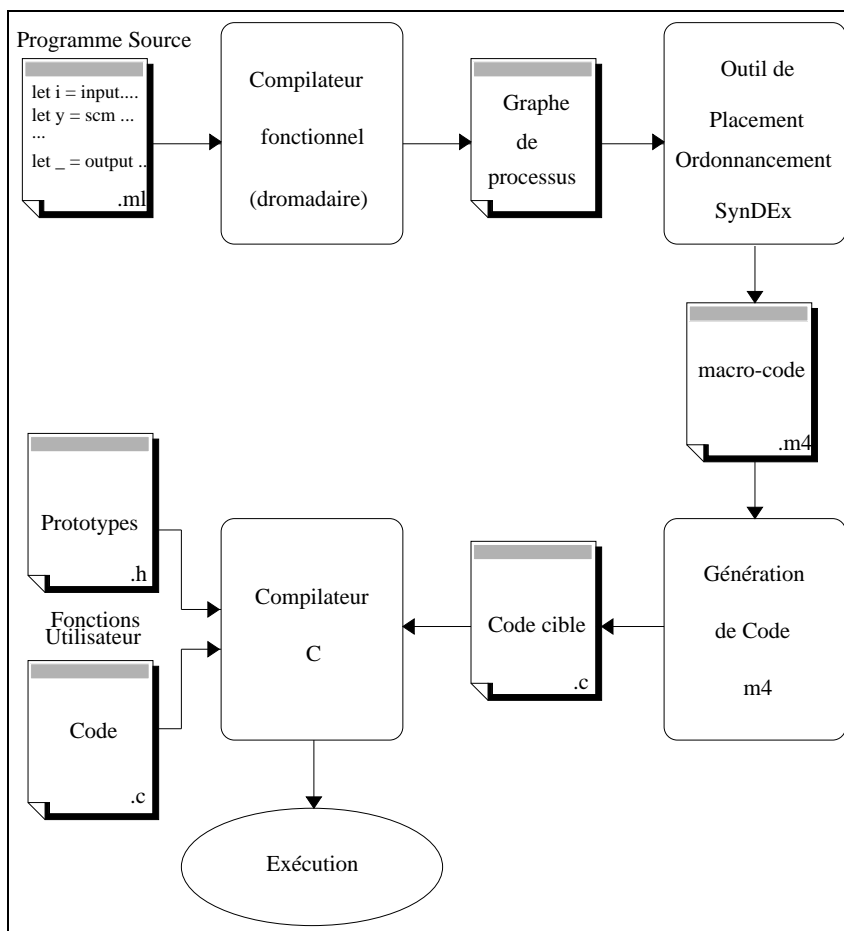 Programme Source
let i = input....
let y = scm ...
...
let _ = output ..
.ml
Compilateur
fonctionnel
(dromadaire)
Graphe
de
processus
Outil de
Placement
Ordonnancement
SynDEx
macro-code
.m4
Prototypes
.h
Fonctions
Utilisateur
Code
.c
Compilateur
C
Code cible
.c
Génération
de Code
m4
Exécution